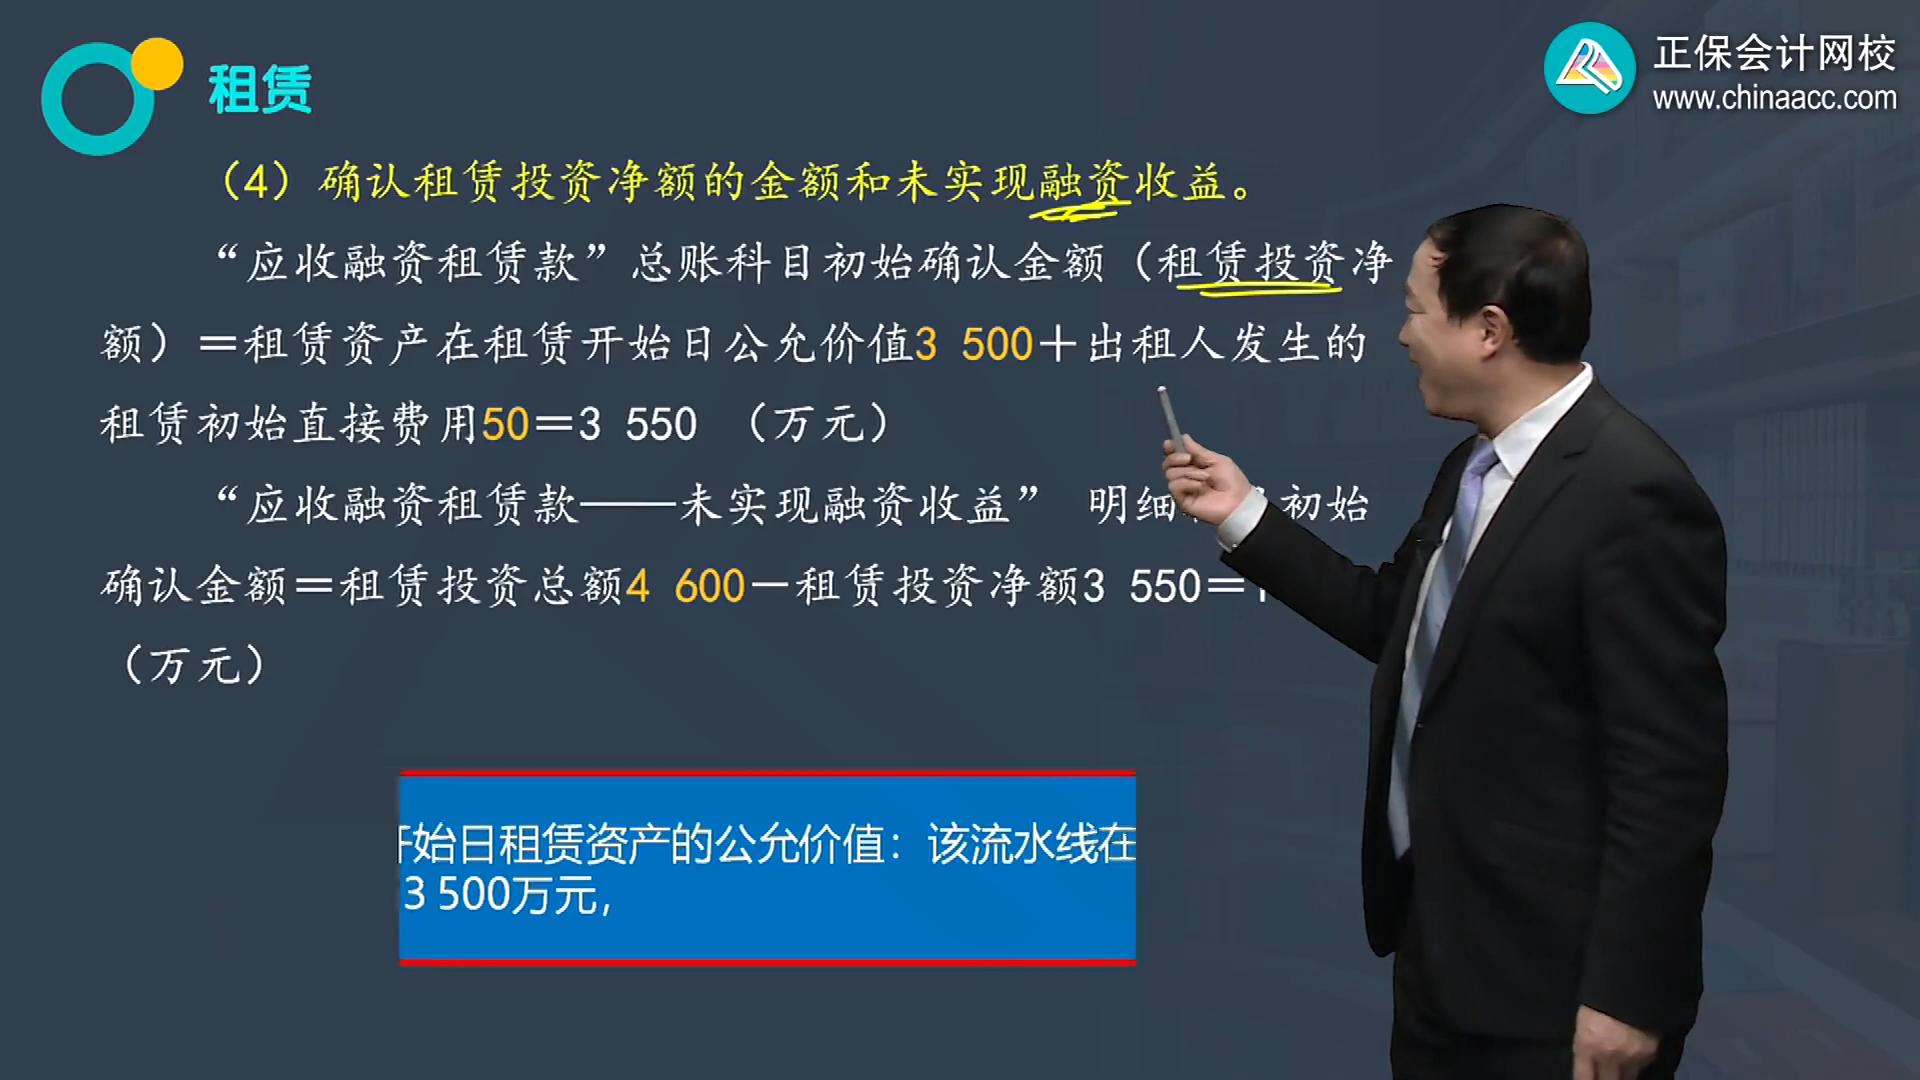 租赁
正保会计网校
www.chinaacc.com
（4）确认租赁投资净额的金额和未实现融资收益。
“应收融资租赁款”总账科目初始确认金额（租赁投资净
额）＝租赁资产在租赁开始日公允价值3 500＋出租人发生的
租赁初始直接费用50＝3 550 （万元）
“应收融资租赁款——未实现融资收益” 明细 初始
确认金额＝租赁投资总额4 600－租赁投资净额3 550＝
（万元）
始日租赁资产的公允价值：该流水线在
3 500万元，